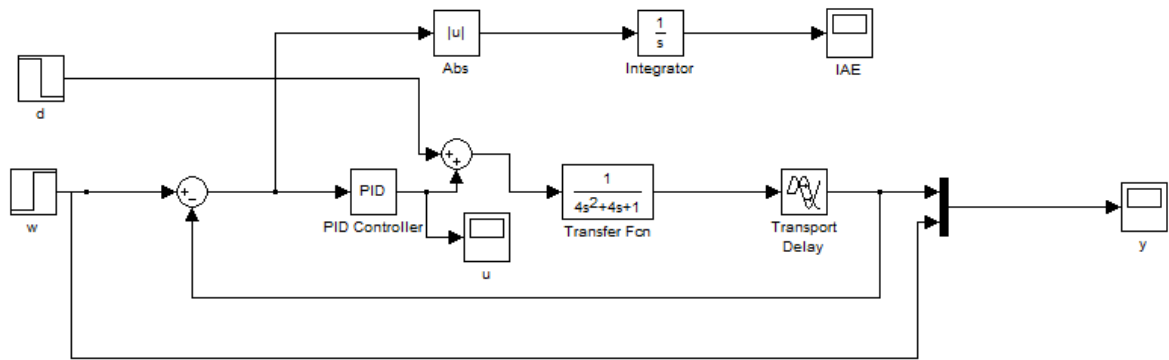 |u|
Abs
1
s
Integrator
IAE
d
+
+
w
+
−
PID
PID Controller
u
1
4s²+4s+1
Transfer Fcn
Transport
Delay
y